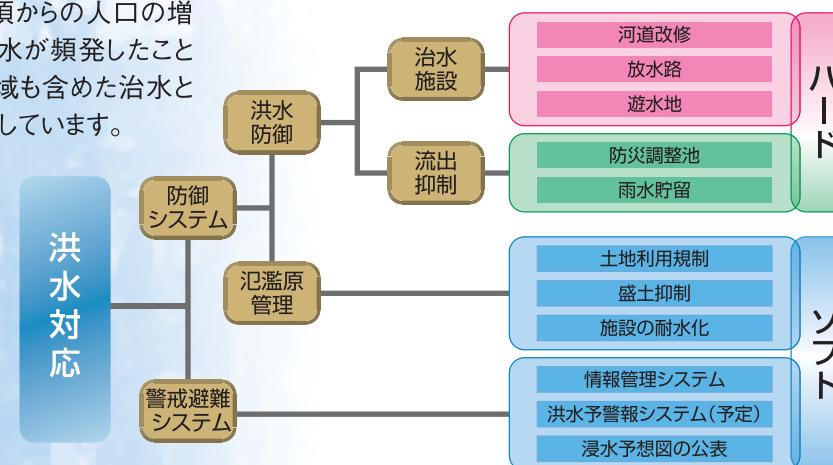 頃からの人口の増
水が頻発したこと
域も含めた治水と
しています。
洪水対応
防御
システム
警戒避難
システム
洪水
防御
氾濫原
管理
治水
施設
流出
抑制
河道改修
放水路
遊水地
防災調整池
雨水貯留
土地利用規制
盛土抑制
施設の耐水化
情報管理システム
洪水予警報システム(予定)
浸水予想図の公表
ハード
ソフト